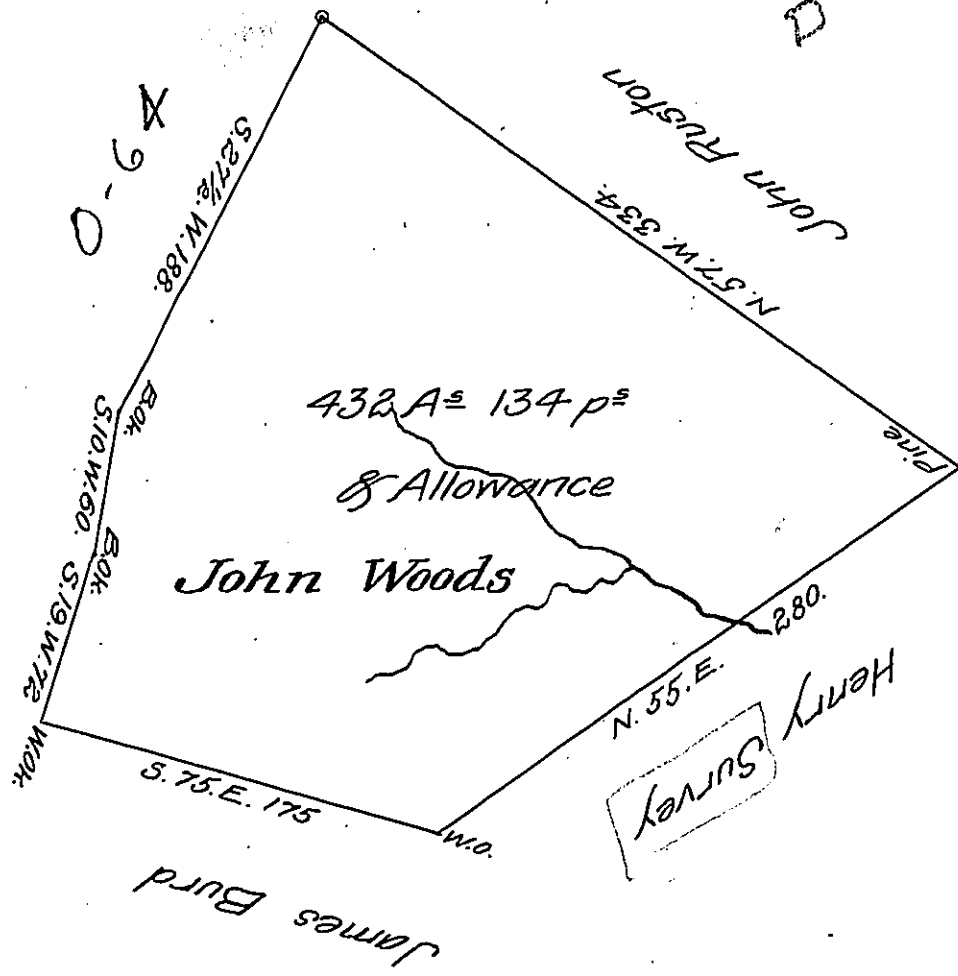 John Ruston
N.57.W.334.
S.27½.W.188.
B.Ok.
S.10.W.60.
B.Ok.
S.19.W.72
W.Ok.
Pine
432 Aˢ 134 pˢ
& Allowance
John Woods
280.
N. 55. E.
Henry
Survey
S. 75. E. 175
W.O.
James Burd